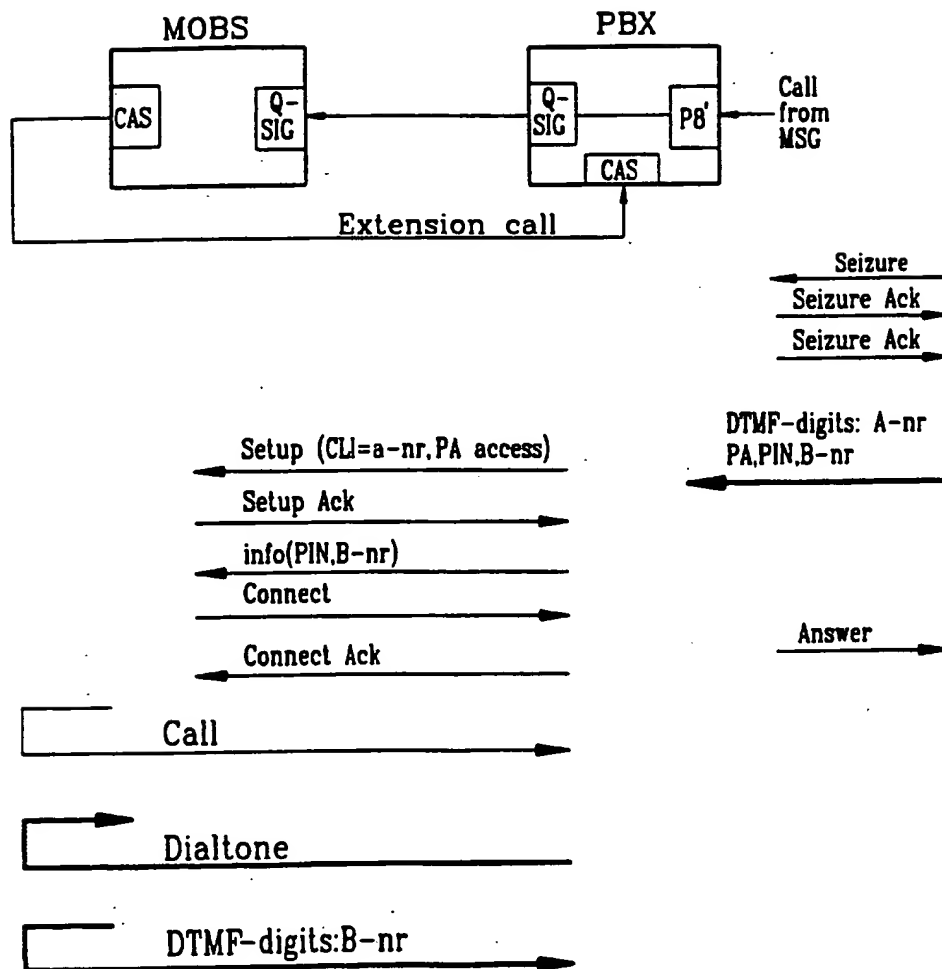 MOBS
PBX
CAS
Q-
SIG
Q-
SIG
P8'
CAS
Call
from
MSG
Extension call
Seizure
Seizure Ack
Seizure Ack
DTMF-digits: A-nr
PA,PIN,B-nr
Setup (CLI=a-nr,PA access)
Setup Ack
info(PIN,B-nr)
Connect
Answer
Connect Ack
Call
Dialtone
DTMF-digits:B-nr